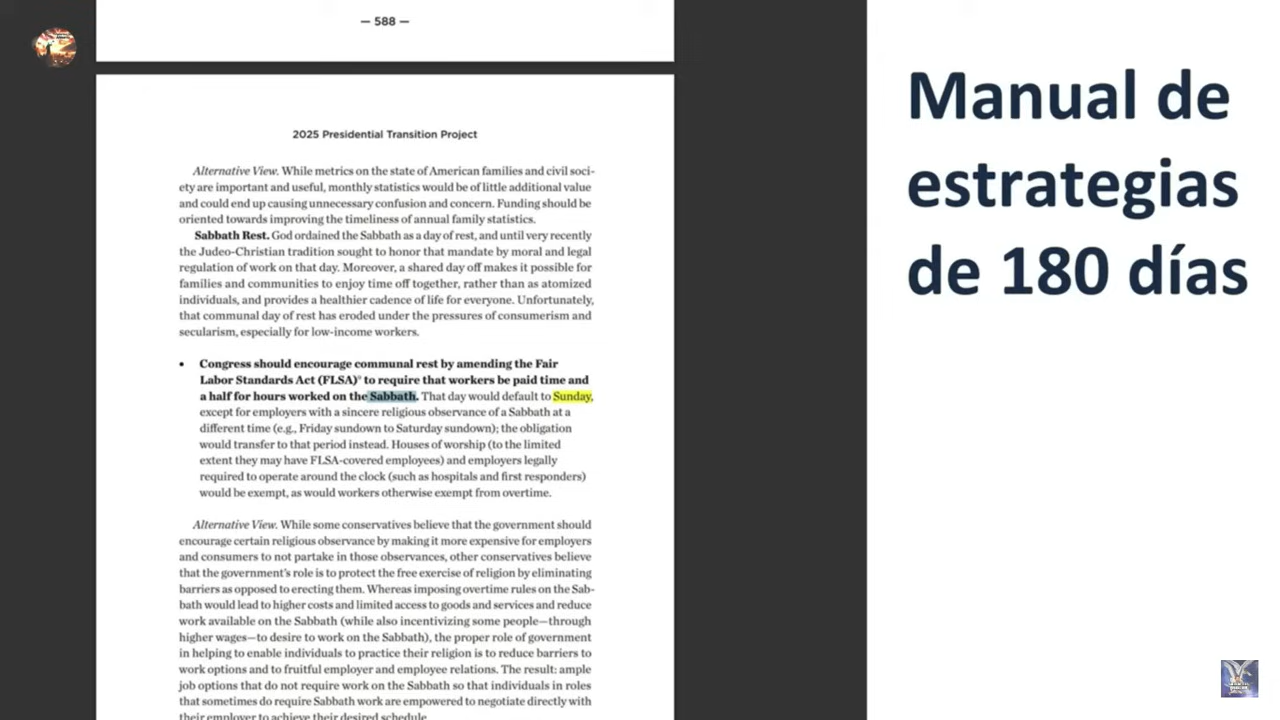 — 588 —
2025 Presidential Transition Project
Alternative View. While metrics on the state of American families and civil soci-
ety are important and useful, monthly statistics would be of little additional value
and could end up causing unnecessary confusion and concern. Funding should be
oriented towards improving the timeliness of annual family statistics.
Sabbath Rest. God ordained the Sabbath as a day of rest, and until very recently
the Judeo-Christian tradition sought to honor that mandate by moral and legal
regulation of work on that day. Moreover, a shared day off makes it possible for
families and communities to enjoy time off together, rather than as atomized
individuals, and provides a healthier cadence of life for everyone. Unfortunately,
that communal day of rest has eroded under the pressures of consumerism and
secularism, especially for low-income workers.
• Congress should encourage communal rest by amending the Fair
Labor Standards Act (FLSA) to require that workers be paid time and
a half for hours worked on the Sabbath. That day would default to Sunday,
except for employers with a sincere religious observance of a Sabbath at a
different time (e.g., Friday sundown to Saturday sundown); the obligation
would transfer to that period instead. Houses of worship (to the limited
extent they may have FLSA-covered employees) and employers legally
required to operate around the clock (such as hospitals and first responders)
would be exempt, as would workers otherwise exempt from overtime.
Alternative View. While some conservatives believe that the government should
encourage certain religious observance by making it more expensive for employers
and consumers to not partake in those observances, other conservatives believe
that the government's role is to protect the free exercise of religion by eliminating
barriers as opposed to erecting them. Whereas imposing overtime rules on the Sab-
bath would lead to higher costs and limited access to goods and services and reduce
work available on the Sabbath (while also incentivizing some people—through
higher wages—to desire to work on the Sabbath), the proper role of government
in helping to enable individuals to practice their religion is to reduce barriers to
work options and to fruitful employer and employee relations. The result: ample
job options that do not require work on the Sabbath so that individuals in roles
that sometimes do require Sabbath work are empowered to negotiate directly with
their employer to achieve their desired schedule.
Manual de
estrategias
de 180 días